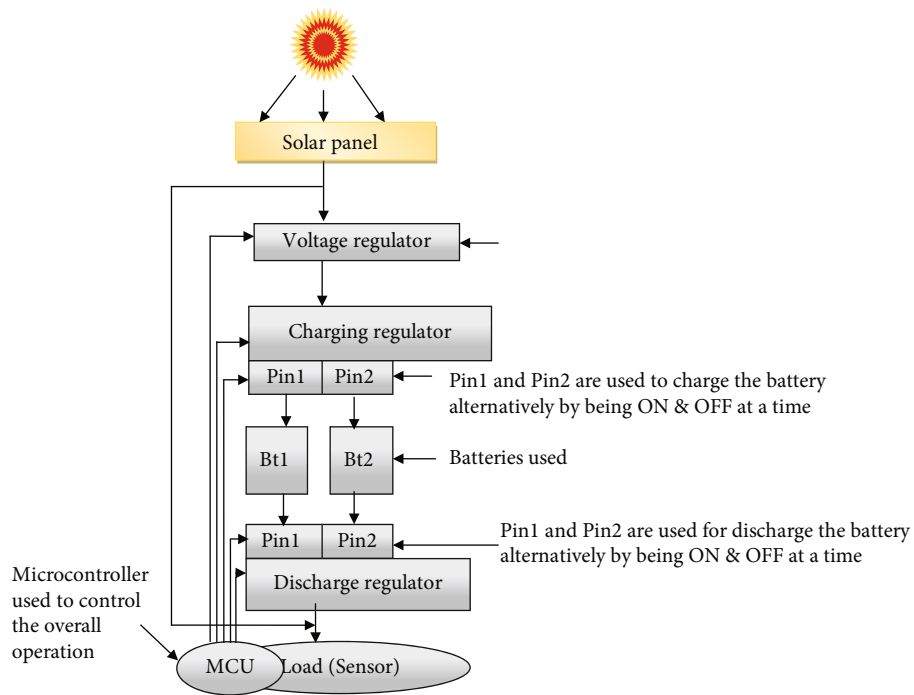 Solar panel
Voltage regulator
Charging regulator
Pin1 Pin2
Pin1 and Pin2 are used to charge the battery
alternatively by being ON & OFF at a time
Bt1 Bt2
Batteries used
Pin1 Pin2
Pin1 and Pin2 are used for discharge the battery
alternatively by being ON & OFF at a time
Discharge regulator
Microcontroller
used to control
the overall
operation
MCU
Load (Sensor)